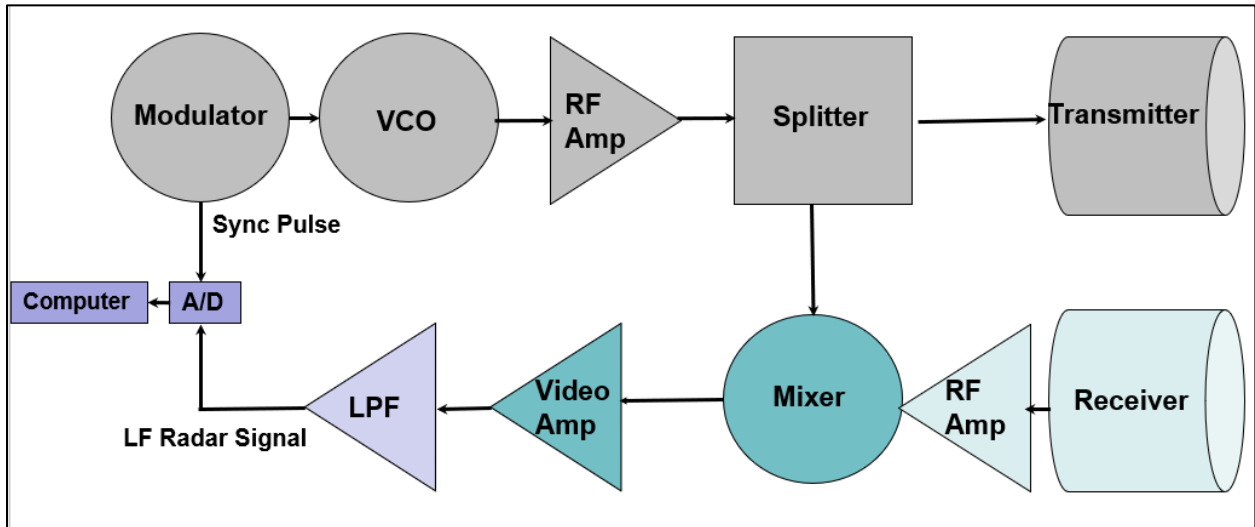 Modulator
VCO
RF
Amp
Splitter
Transmitter
Sync Pulse
Computer
A/D
LF Radar Signal
LPF
Video
Amp
Mixer
RF
Amp
Receiver